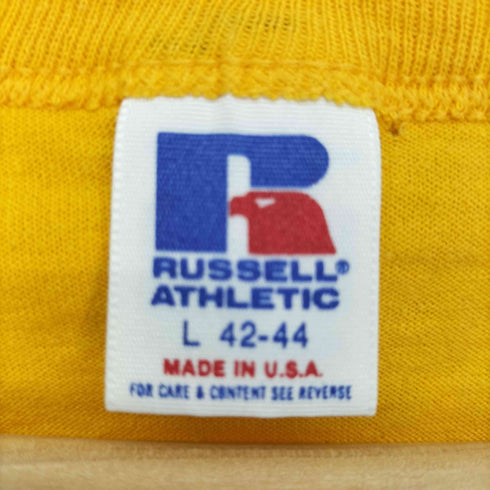 R
RUSSELL®
ATHLETIC
L 42-44
MADE IN U.S.A.
FOR CARE & CONTENT SEE REVERSE